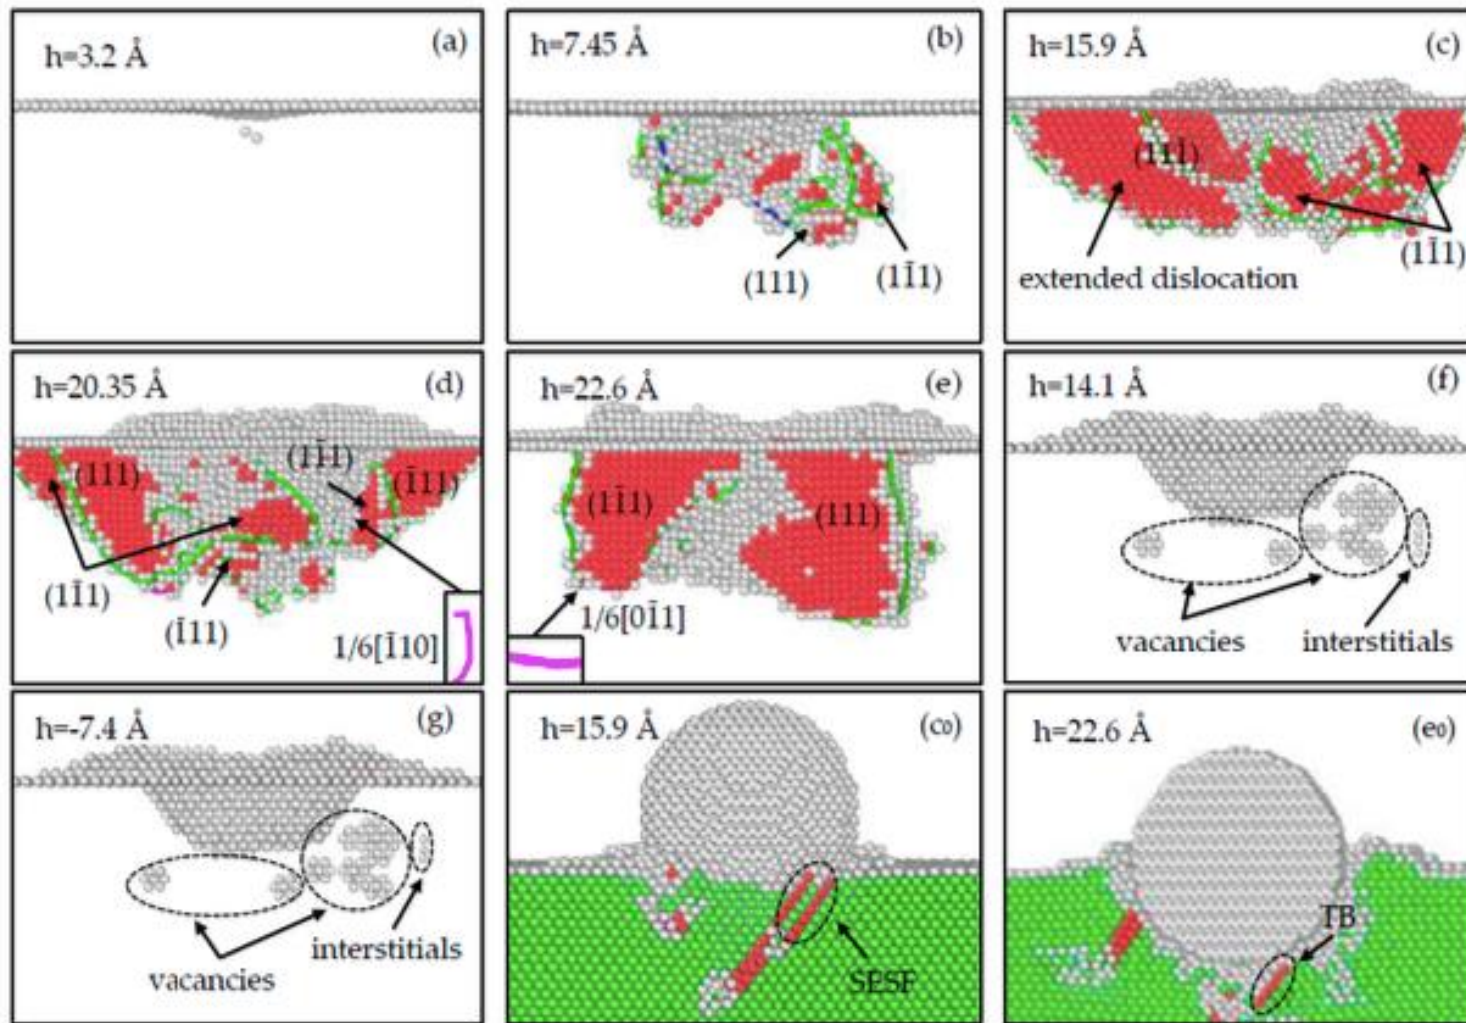 h=3.2 Å (a)
h=7.45 Å (b)
(111)
(11̄1)
h=15.9 Å (c)
(111̄)
(11̄1)
extended dislocation
h=20.35 Å (d)
(111)
(11̄1)
(1̄11)
(11̄1)
(1̄11)
1/6[1̄10]
h=22.6 Å (e)
(11̄1)
(111)
1/6[01̄1]
h=14.1 Å (f)
vacancies interstitials
h=-7.4 Å (g)
interstitials
vacancies
h=15.9 Å (c0)
SESF
h=22.6 Å (e0)
TB